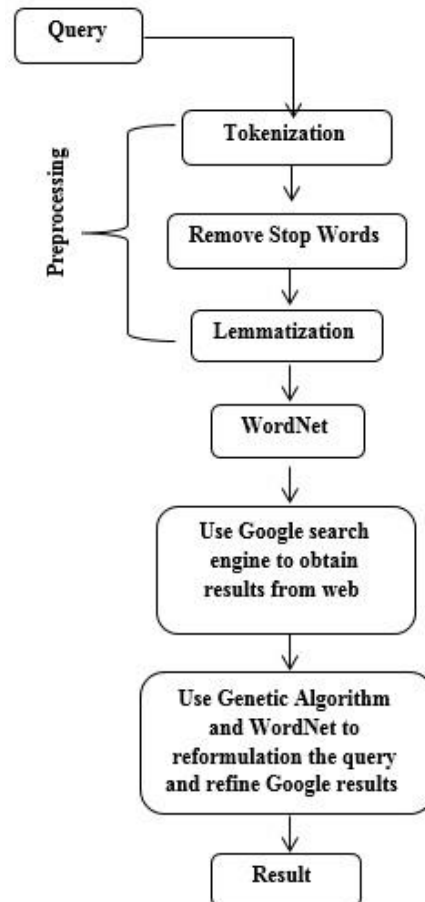 Query
Tokenization
Preprocessing
Remove Stop Words
Lemmatization
WordNet
Use Google search
engine to obtain
results from web
Use Genetic Algorithm
and WordNet to
reformulation the query
and refine Google results
Result